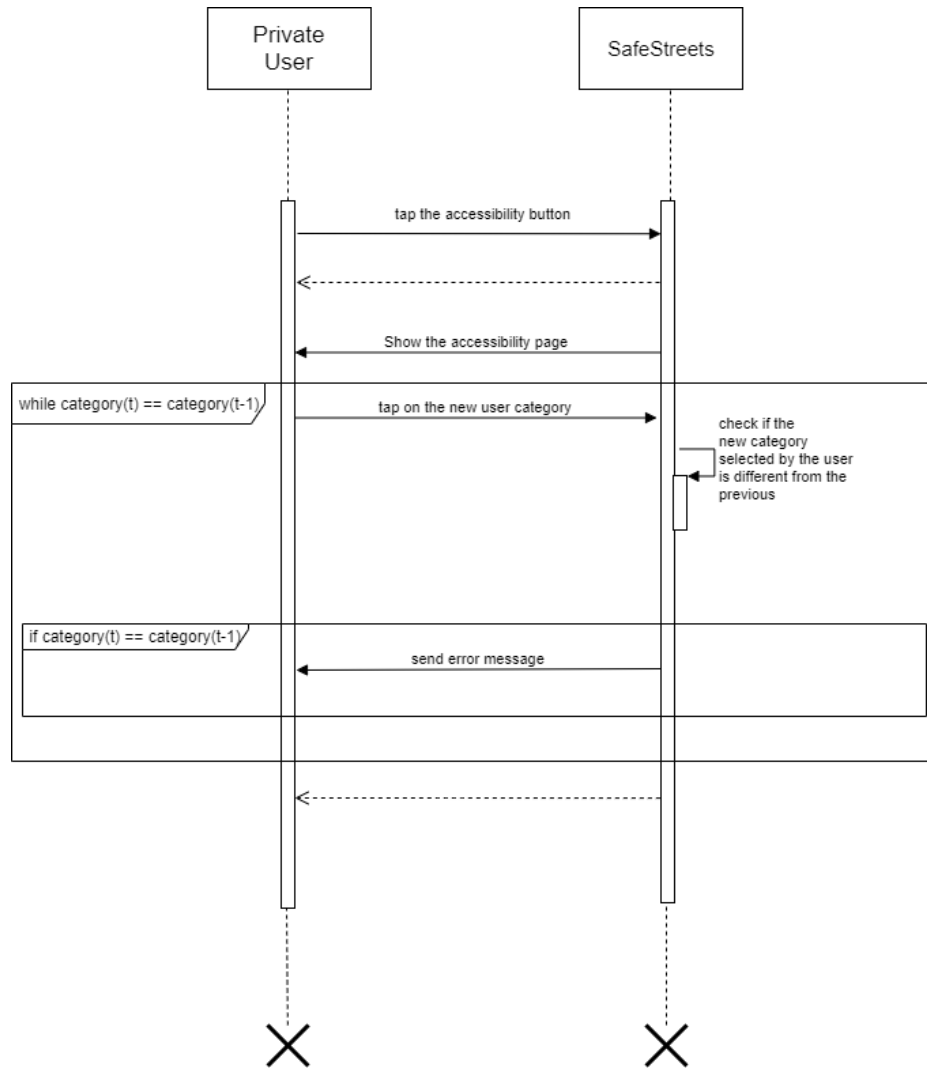 Private
User
SafeStreets
tap the accessibility button
Show the accessibility page
while category(t) == category(t-1)
tap on the new user category
check if the
new category
selected by the user
is different from the
previous
if category(t) == category(t-1)
send error message